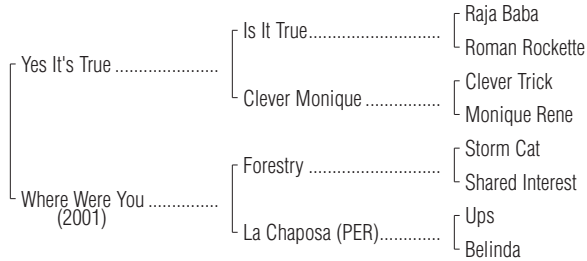 Raja Baba
Is It True
Roman Rockette
Yes It's True
Clever Trick
Clever Monique
Monique Rene
Storm Cat
Forestry
Shared Interest
Where Were You
(2001)
Ups
La Chaposa (PER)
Belinda